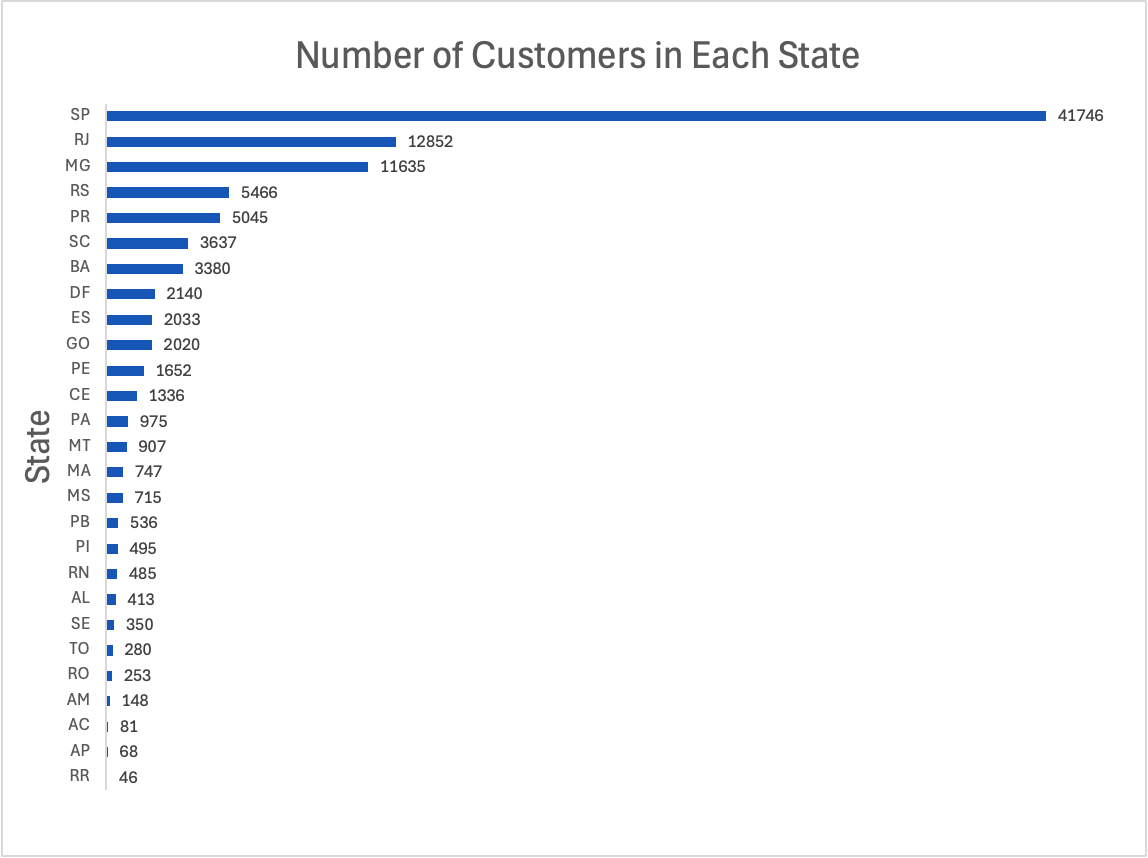 Number of Customers in Each State
State
SP 41746
RJ 12852
MG 11635
RS 5466
PR 5045
SC 3637
BA 3380
DF 2140
ES 2033
GO 2020
PE 1652
CE 1336
PA 975
MT 907
MA 747
MS 715
PB 536
PI 495
RN 485
AL 413
SE 350
TO 280
RO 253
AM 148
AC 81
AP 68
RR 46